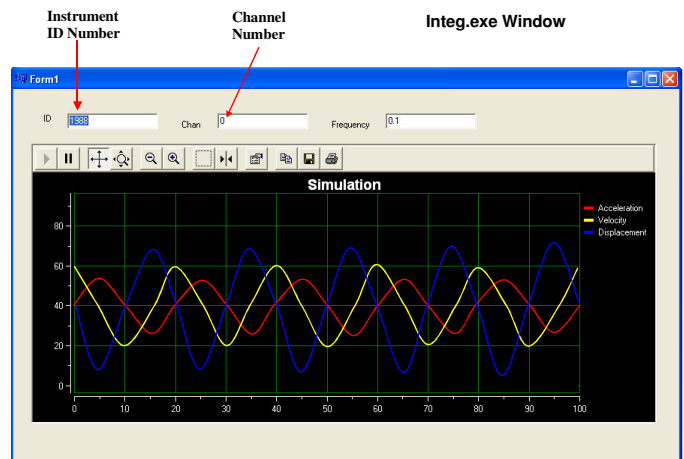 Instrument
ID Number
Channel
Number
Integ.exe Window
Form1
ID 1988 Chan 0 Frequency 0.1
Simulation
Acceleration
Velocity
Displacement
80
60
40
20
0
0 10 20 30 40 50 60 70 80 90 100